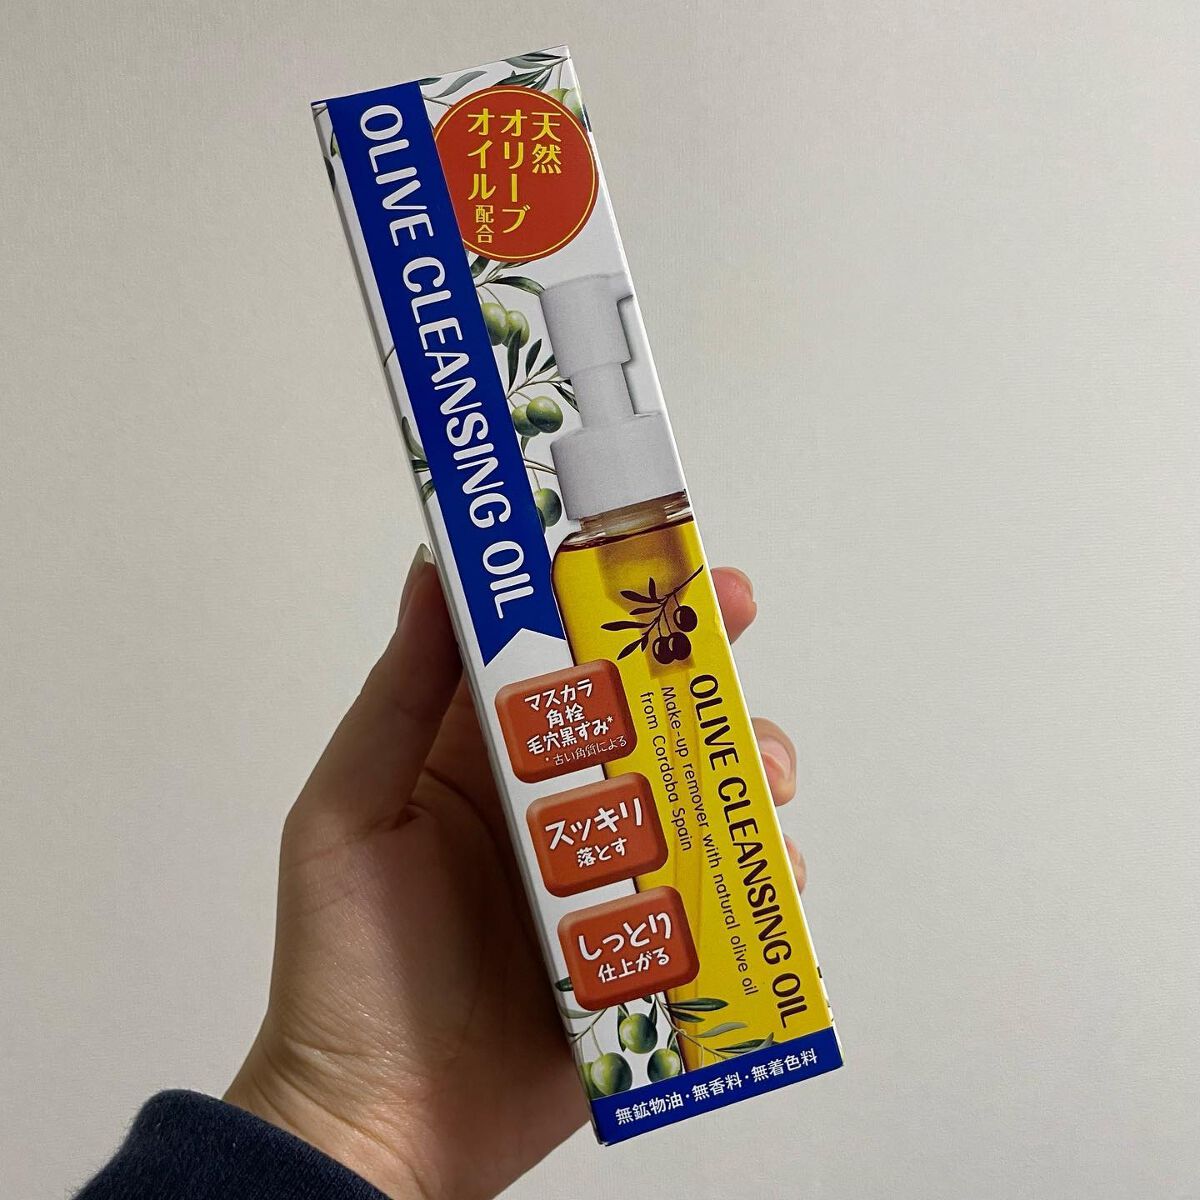 天然
オリーブ
オイル配合
OLIVE CLEANSING OIL
OLIVE CLEANSING OIL
Make-up remover with natural olive oil
from Cordoba Spain
マスカラ
角栓
毛穴黒ずみ*
・古い角質による
スッキリ
落とす
しっとり
仕上がる
無鉱物油・無香料・無着色料